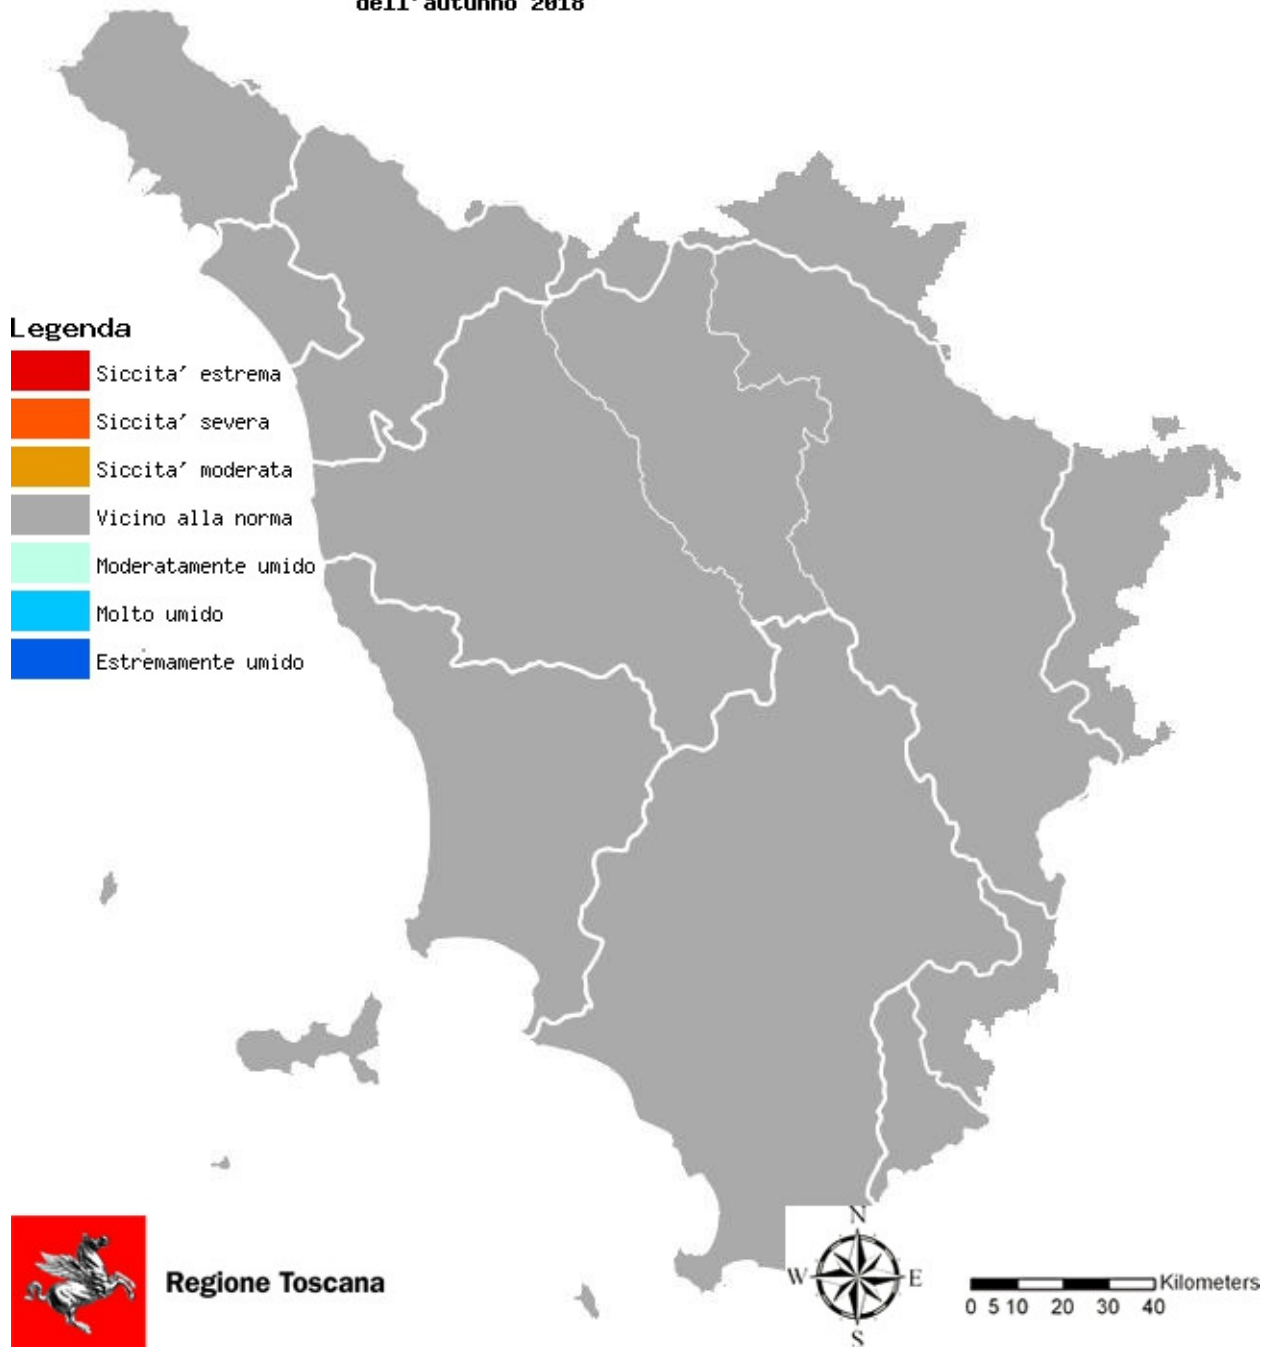 dell'autunno 2018
Legenda
Siccita' estrema
Siccita' severa
Siccita' moderata
Vicino alla norma
Moderatamente umido
Molto umido
Estremamente umido
Regione Toscana
N
W E
S
Kilometers
0 5 10 20 30 40